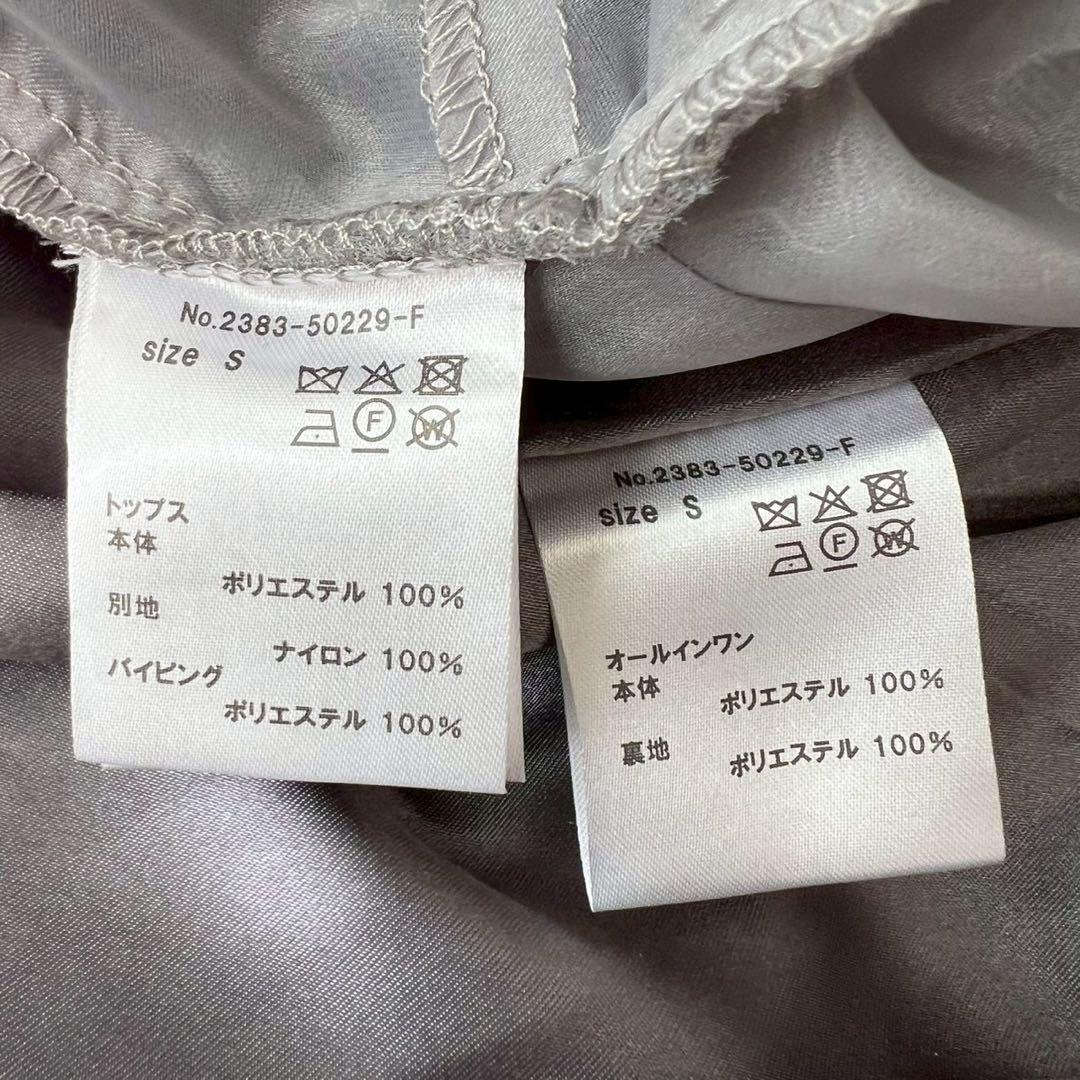 No.2383-50229-F
size S
F
W
トップス
本体
ポリエステル 100%
別地
ナイロン 100%
パイピング
ポリエステル 100%
No.2383-50229-F
size S
F
W
オールインワン
本体
ポリエステル 100%
裏地
ポリエステル 100%